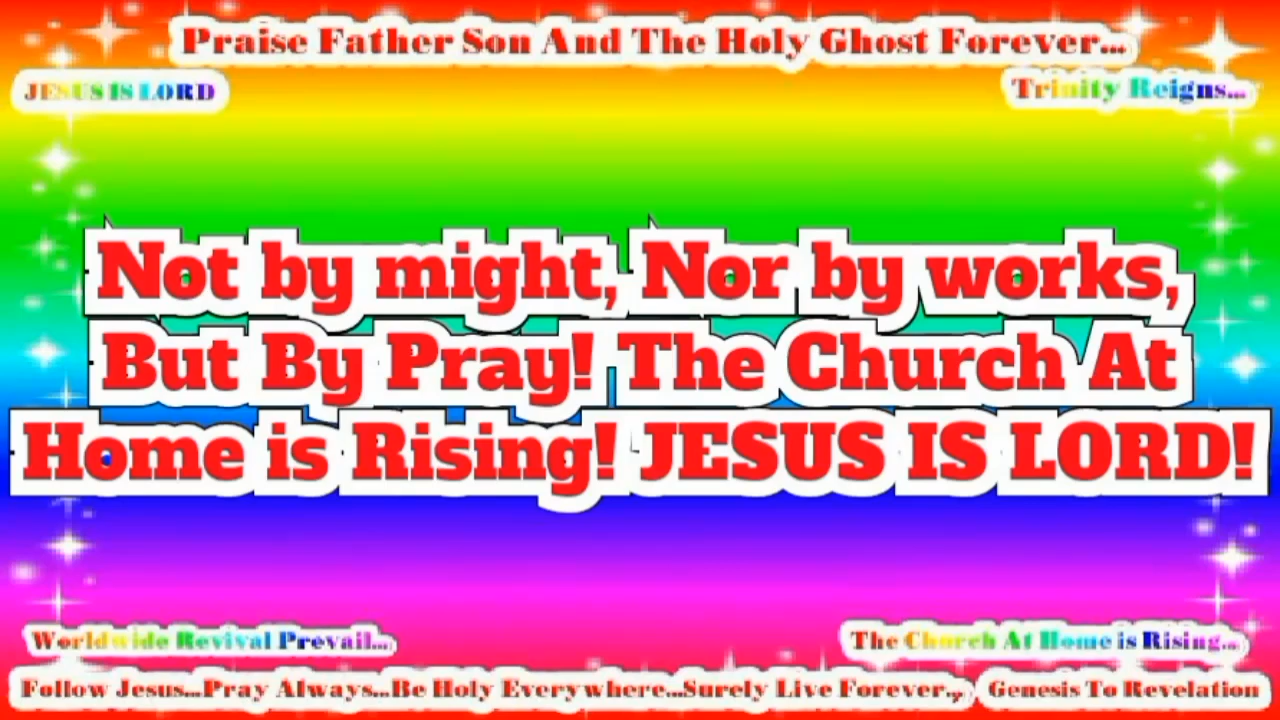 Praise Father Son And The Holy Ghost Forever...
JESUS IS LORD
Trinity Reigns...
Not by might, Nor by works,
But By Pray! The Church At
Home is Rising! JESUS IS LORD!
Worldwide Revival Prevail...
The Church At Home is Rising...
Follow Jesus...Pray Always...Be Holy Everywhere...Surely Live Forever.., Genesis To Revelation